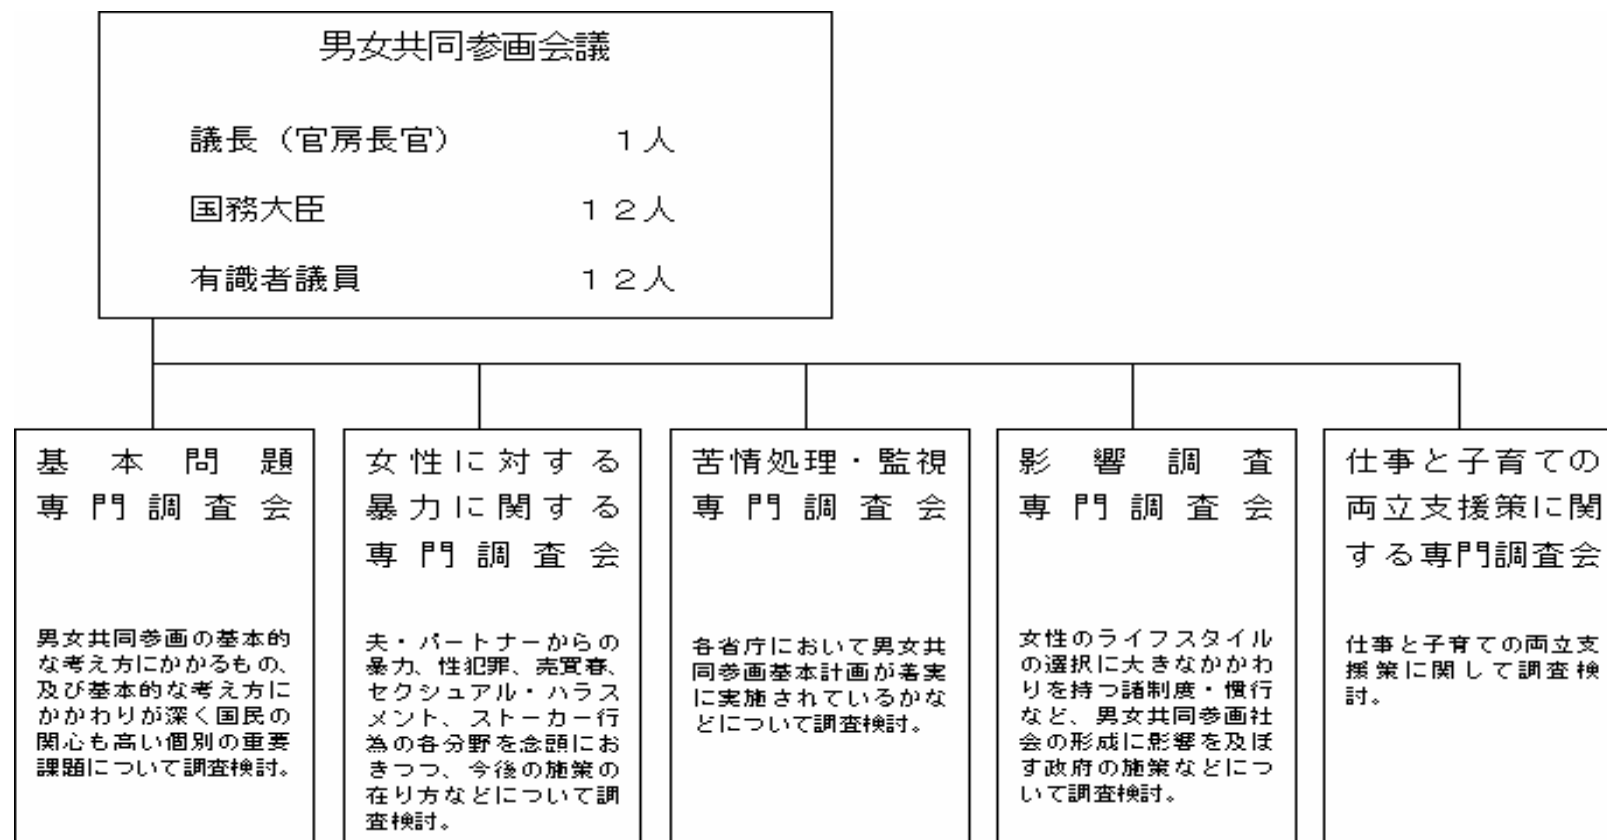 男女共同参画会議
議長（官房長官） １人
国務大臣 １２人
有識者議員 １２人
基本問題
専門調査会
男女共同参画の基本的
な考え方にかかるもの、
及び基本的な考え方に
かかわりが深く国民の
関心も高い個別の重要
課題について調査検討。
女性に対する
暴力に関する
専門調査会
夫・パートナーからの
暴力、性犯罪、売買春、
セクシュアル・ハラス
メント、ストーカー行
為の各分野を念頭にお
きつつ、今後の施策の
在り方などについて調
査検討。
苦情処理・監視
専門調査会
各省庁において男女共
同参画基本計画が着実
に実施されているかな
どについて調査検討。
影響調査
専門調査会
女性のライフスタイル
の選択に大きなかかわ
りを持つ諸制度・慣行
など、男女共同参画社
会の形成に影響を及ぼ
す政府の施策などにつ
いて調査検討。
仕事と子育ての
両立支援策に関
する専門調査会
仕事と子育ての両立支
援策に関して調査検
討。